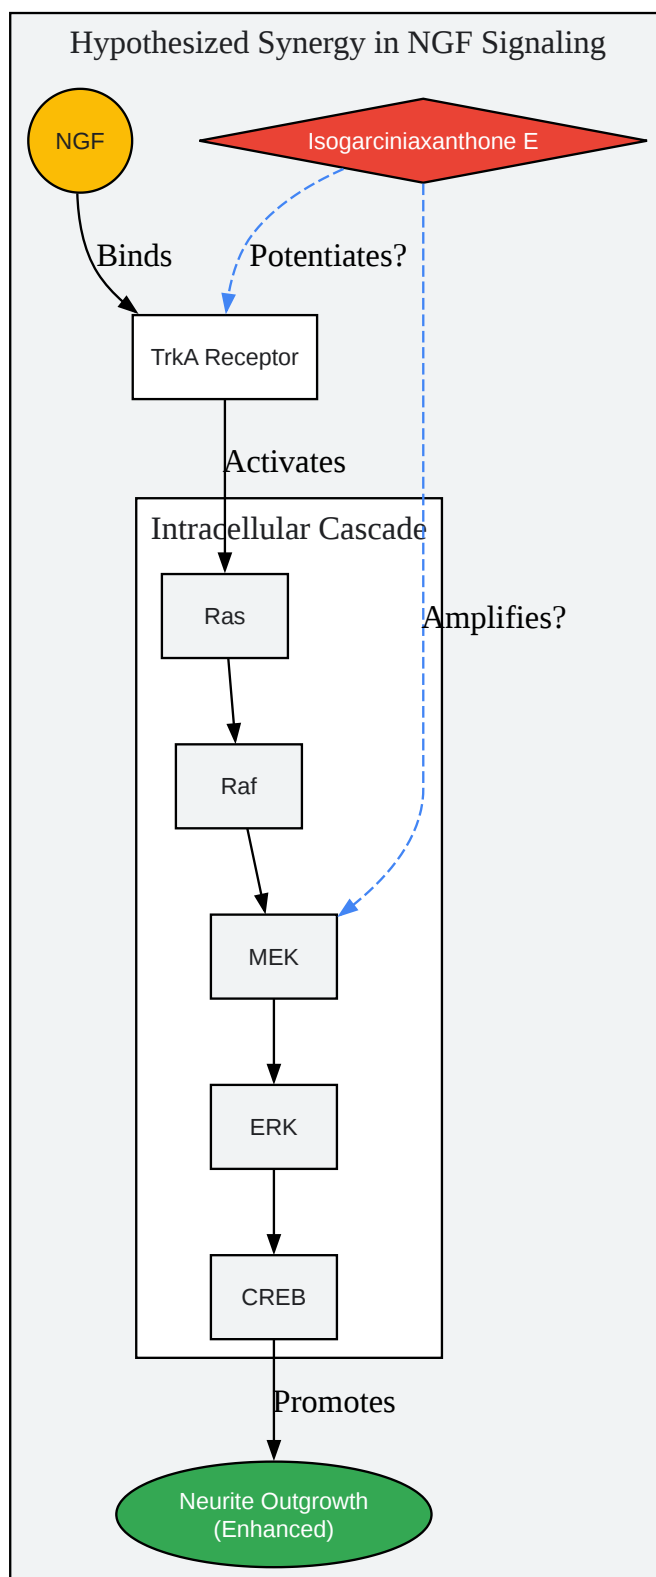 Hypothesized Synergy in NGF Signaling
NGF
Isogarciniaxanthone E
Binds
Potentiates?
TrkA Receptor
Activates
Intracellular Cascade
Ras
Amplifies?
Raf
MEK
ERK
CREB
Promotes
Neurite Outgrowth
(Enhanced)